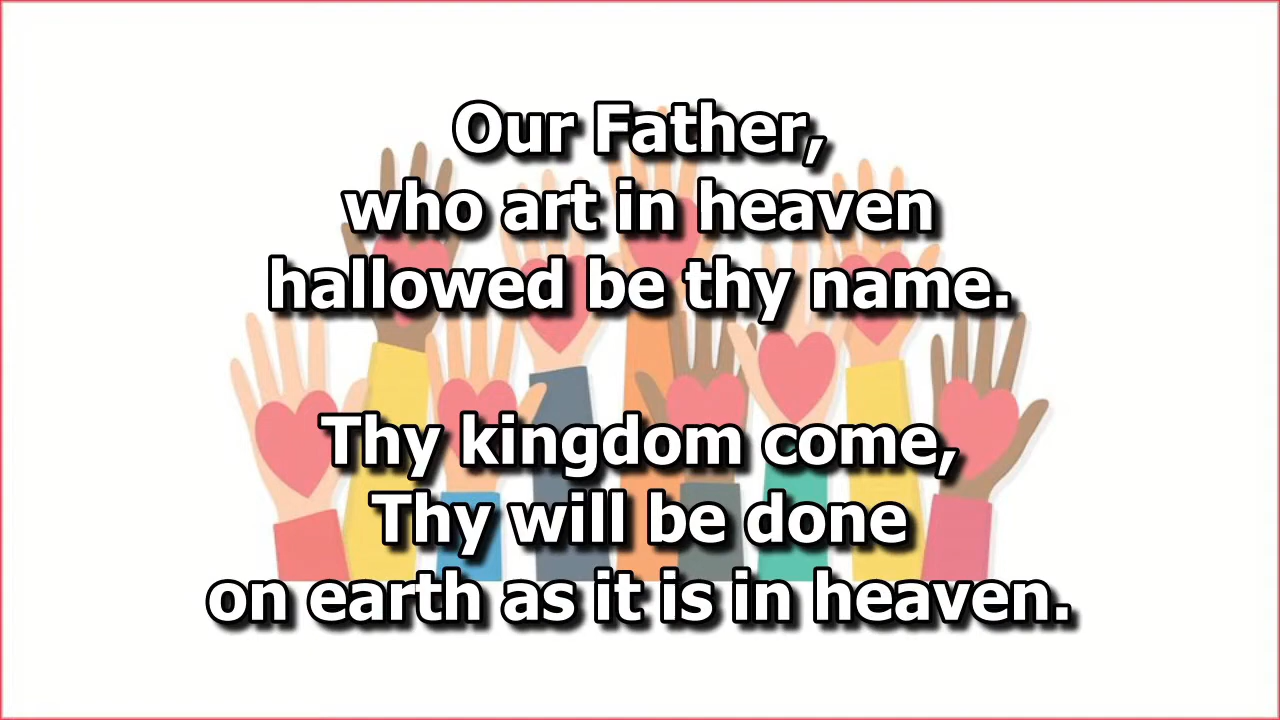 Our Father,
who art in heaven
hallowed be thy name.
Thy kingdom come,
Thy will be done
on earth as it is in heaven.